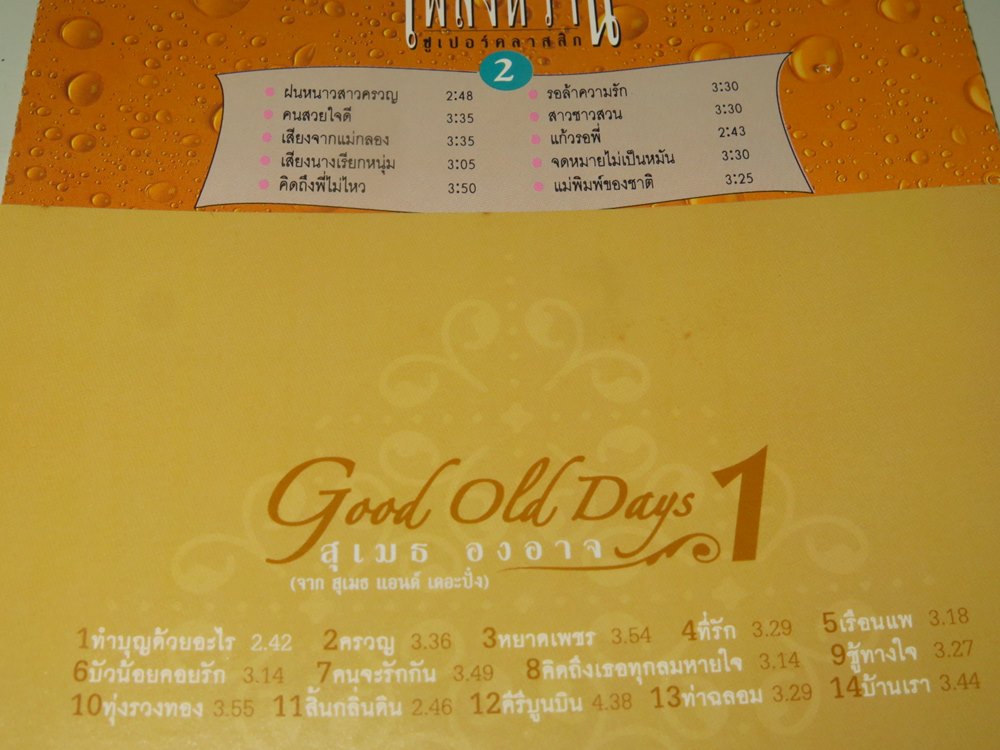 เพลงหวาน
ซูเปอร์คลาสสิก
2
ฝนหนาวสาวครวญ 2:48
คนสวยใจดี 3:35
เสียงจากแม่กลอง 3:35
เสียงนางเรียกหนุ่ม 3:05
คิดถึงพี่ไม่ไหว 3:50
รอล้าความรัก 3:30
สาวชาวสวน 3:30
แก้วรอพี่ 2:43
จดหมายไม่เป็นหมัน 3:30
แม่พิมพ์ของชาติ 3:25
Good Old Days 1
สุเมธ องอาจ
(จาก สุเมธ แอนด์ เดอะปั๋ง)
1ทำบุญด้วยอะไร 2.42 2ครวญ 3.36 3หยาดเพชร 3.54 4ที่รัก 3.29 5เรือนแพ 3.18
6บัวน้อยคอยรัก 3.14 7คนจะรักกัน 3.49 8คิดถึงเธอทุกลมหายใจ 3.14 9ชู้ทางใจ 3.27
10ทุ่งรวงทอง 3.55 11สิ้นกลิ่นดิน 2.46 12คีรีบูนบิน 4.38 13ท่าฉลอม 3.29 14บ้านเรา 3.44